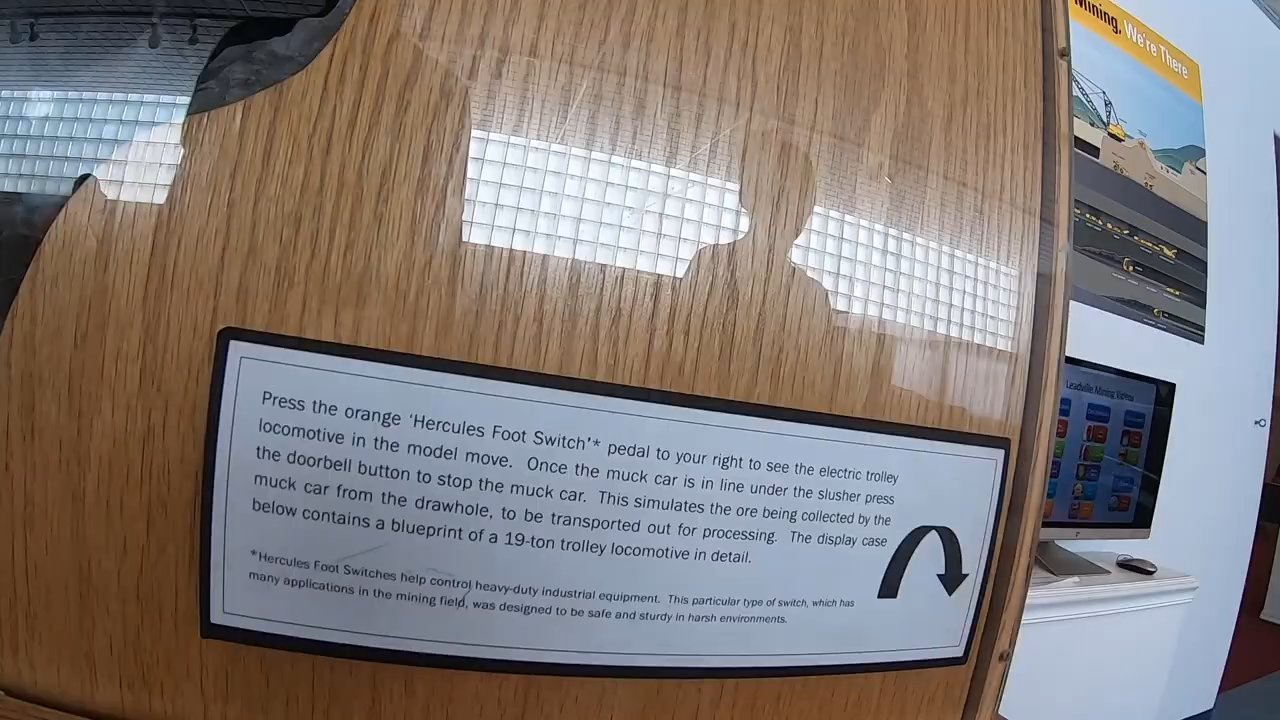 Mining, We're There
Press the orange ‘Hercules Foot Switch’* pedal to your right to see the electric trolley
locomotive in the model move. Once the muck car is in line under the slusher press
the doorbell button to stop the muck car. This simulates the ore being collected by the
muck car from the drawhole, to be transported out for processing. The display case
below contains a blueprint of a 19-ton trolley locomotive in detail.
*Hercules Foot Switches help control heavy-duty industrial equipment. This particular type of switch, which has
many applications in the mining field, was designed to be safe and sturdy in harsh environments.
Leadville Mining Videos